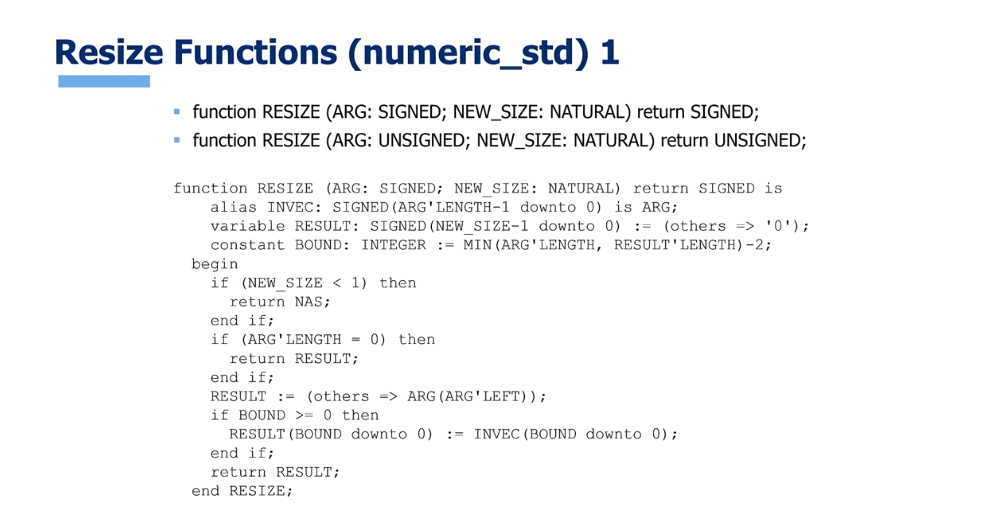 Resize Functions (numeric_std) 1
▪ function RESIZE (ARG: SIGNED; NEW_SIZE: NATURAL) return SIGNED;
▪ function RESIZE (ARG: UNSIGNED; NEW_SIZE: NATURAL) return UNSIGNED;
function RESIZE (ARG: SIGNED; NEW_SIZE: NATURAL) return SIGNED is
    alias INVEC: SIGNED(ARG'LENGTH-1 downto 0) is ARG;
    variable RESULT: SIGNED(NEW_SIZE-1 downto 0) := (others => '0');
    constant BOUND: INTEGER := MIN(ARG'LENGTH, RESULT'LENGTH)-2;
  begin
    if (NEW_SIZE < 1) then
      return NAS;
    end if;
    if (ARG'LENGTH = 0) then
      return RESULT;
    end if;
    RESULT := (others => ARG(ARG'LEFT));
    if BOUND >= 0 then
      RESULT(BOUND downto 0) := INVEC(BOUND downto 0);
    end if;
    return RESULT;
  end RESIZE;